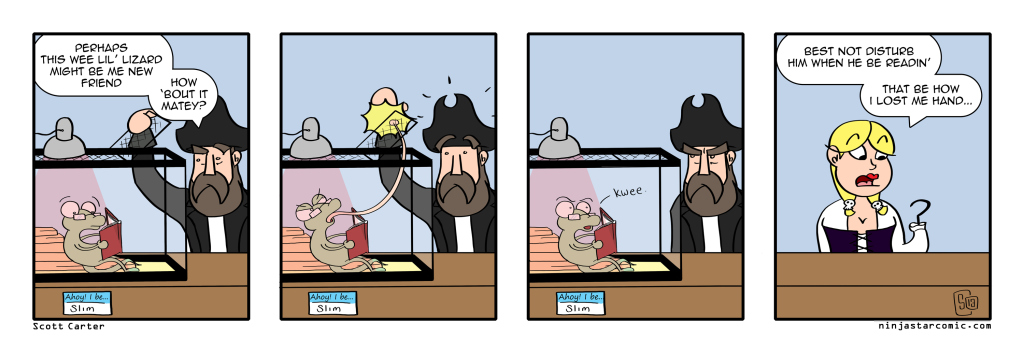 PERHAPS
THIS WEE LIL' LIZARD
MIGHT BE ME NEW
FRIEND
HOW
'BOUT IT
MATEY?
Ahoy! I be...
Slim
Ahoy! I be...
Slim
Kwee.
Ahoy! I be...
Slim
BEST NOT DISTURB
HIM WHEN HE BE READIN'
THAT BE HOW
I LOST ME HAND...
Scott Carter
ninjastarcomic.com